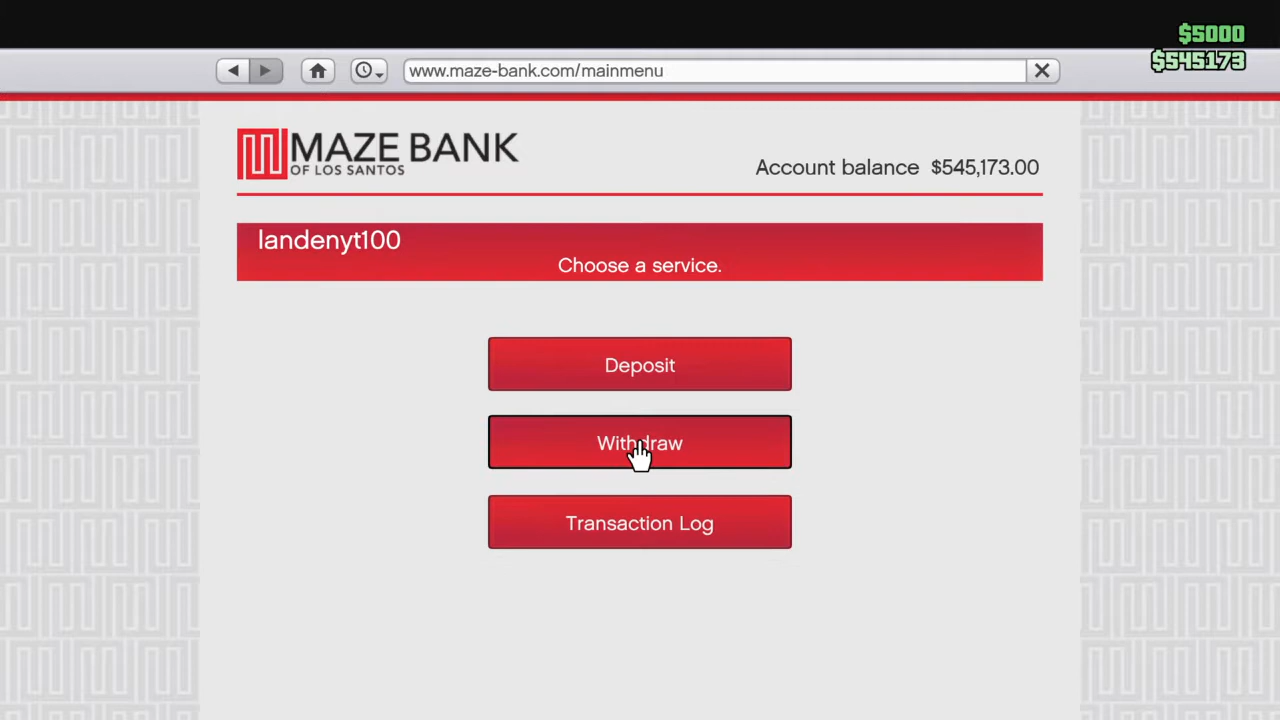 $5000
$545173
www.maze-bank.com/mainmenu
MAZE BANK
OF LOS SANTOS
Account balance $545,173.00
landenyt100
Choose a service.
Deposit
Withdraw
Transaction Log